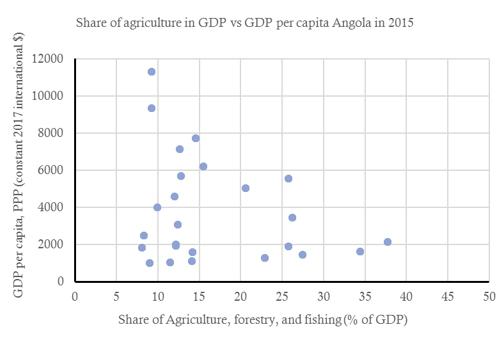 Share of agriculture in GDP vs GDP per capita Angola in 2015
GDP per capita, PPP (constant 2017 international $)
12000
10000
8000
6000
4000
2000
0
0 5 10 15 20 25 30 35 40 45 50
Share of Agriculture, forestry, and fishing (% of GDP)